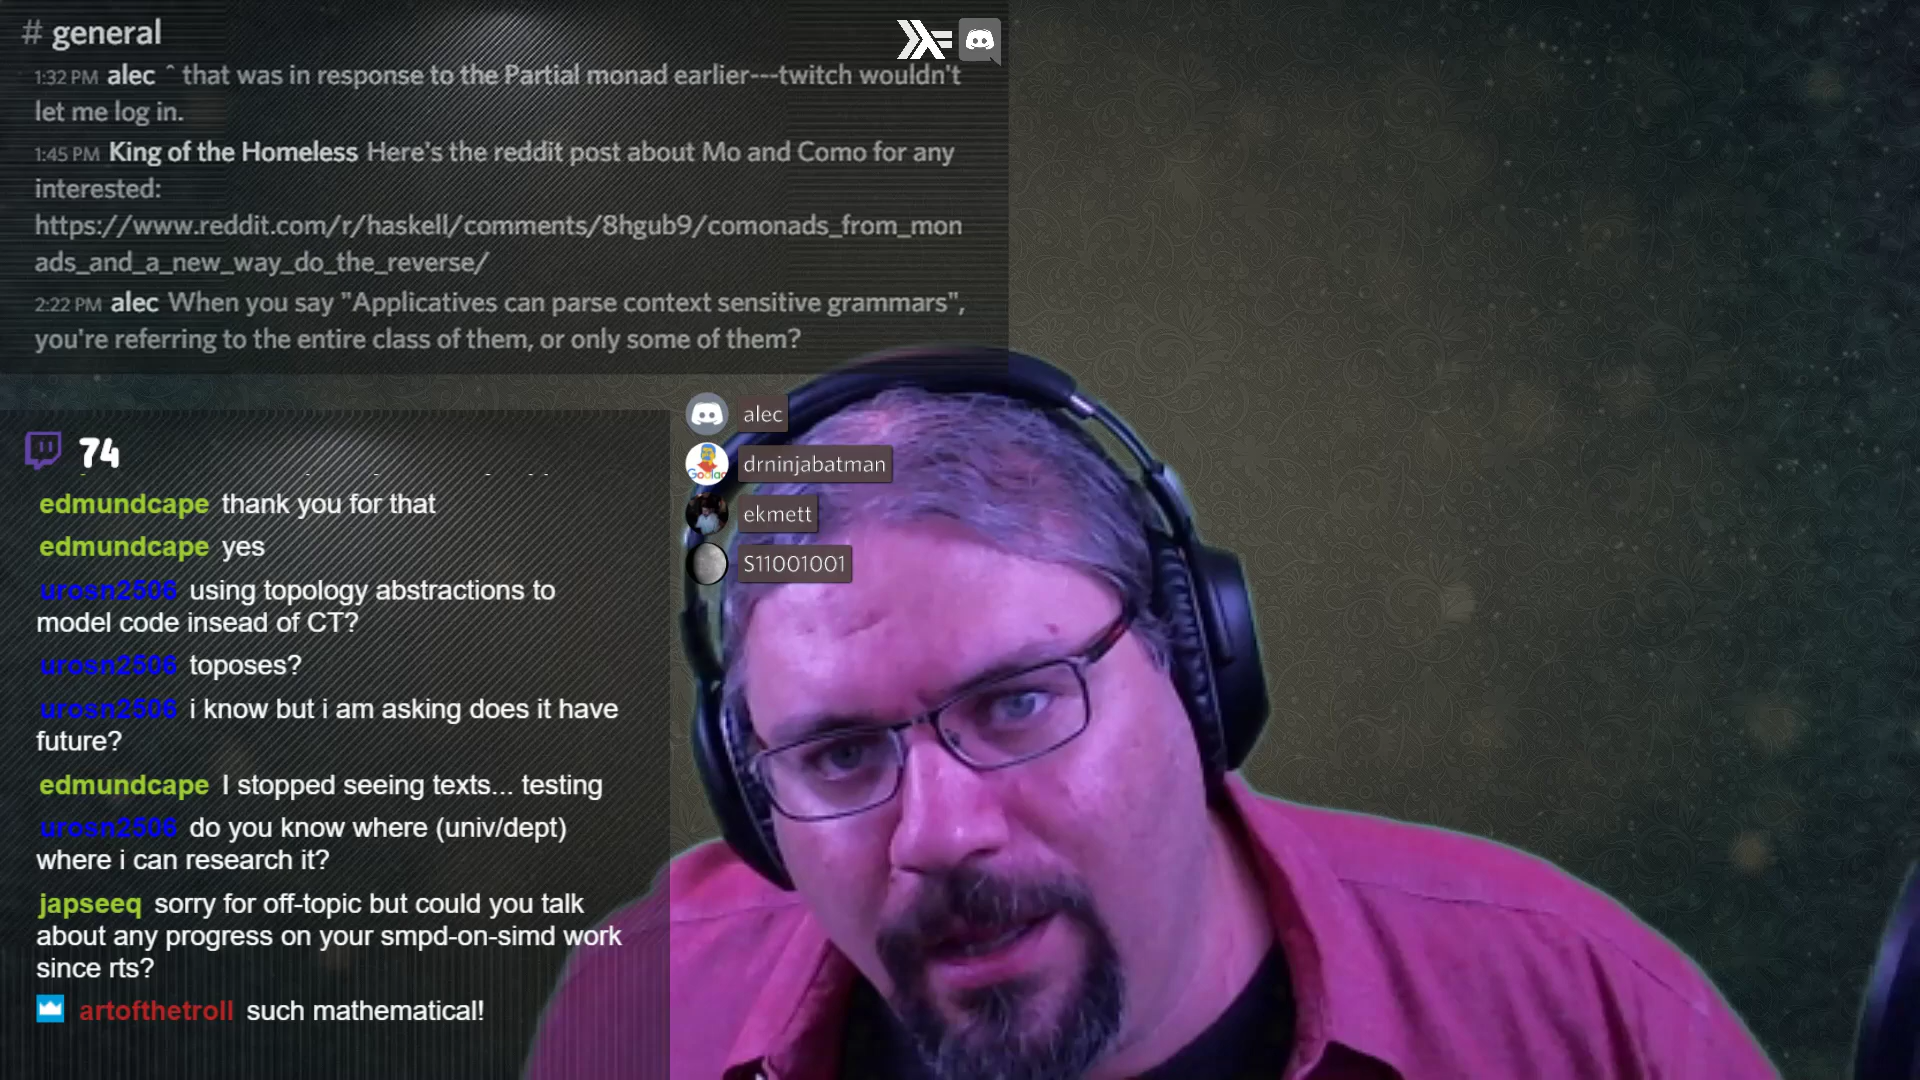 # general
1:32 PM alec ^ that was in response to the Partial monad earlier---twitch wouldn't
let me log in.
1:45 PM King of the Homeless Here's the reddit post about Mo and Como for any
interested:
https://www.reddit.com/r/haskell/comments/8hgub9/comonads_from_mon
ads_and_a_new_way_do_the_reverse/
2:22 PM alec When you say "Applicatives can parse context sensitive grammars",
you're referring to the entire class of them, or only some of them?
alec
drninjabatman
ekmett
S11001001
74
edmundcape thank you for that
edmundcape yes
urosn2506 using topology abstractions to
model code insead of CT?
urosn2506 toposes?
urosn2506 i know but i am asking does it have
future?
edmundcape I stopped seeing texts... testing
urosn2506 do you know where (univ/dept)
where i can research it?
japseeq sorry for off-topic but could you talk
about any progress on your smpd-on-simd work
since rts?
artofthetroll such mathematical!